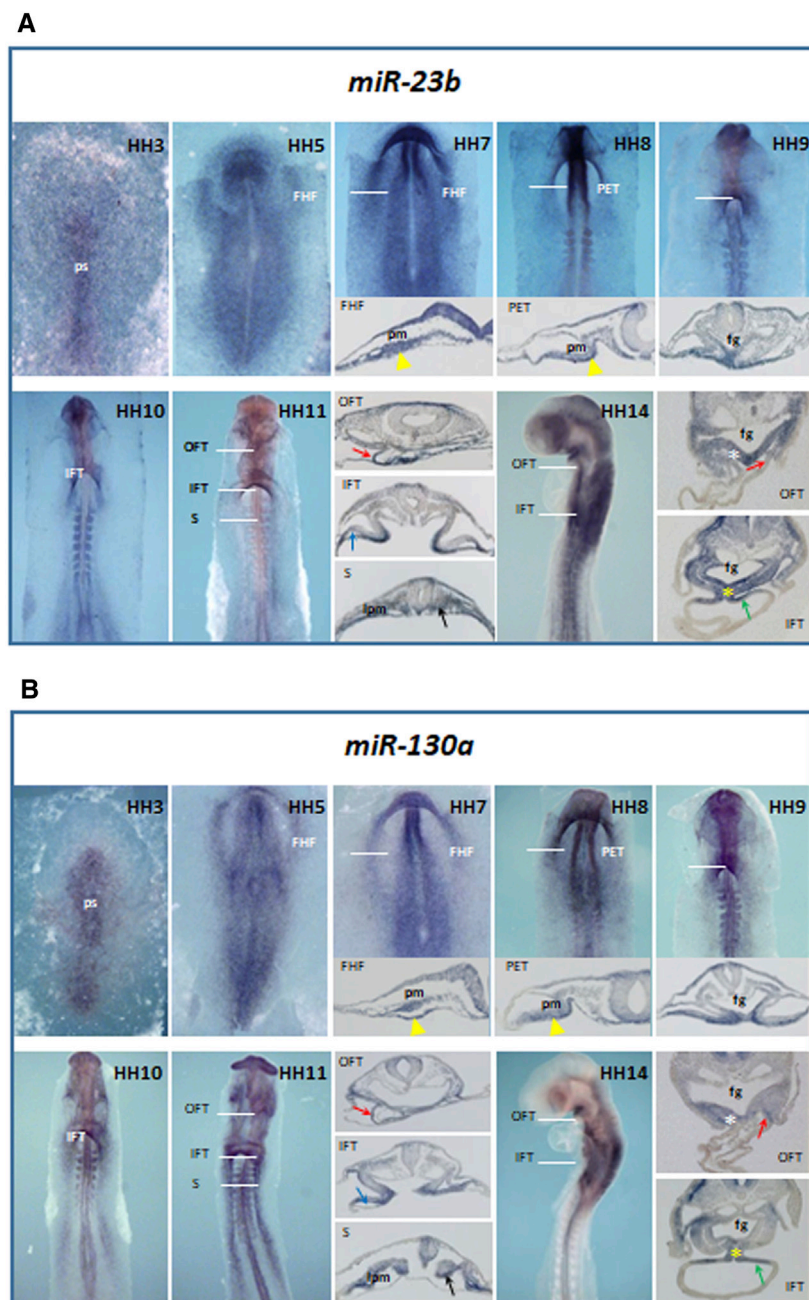 A
miR-23b
HH3
HH5
HH7
HH8
HH9
ps
FHF
FHF
PET
FHF
pm
PET
pm
fg
HH10
HH11
OFT
HH14
fg
IFT
OFT
IFT
S
IFT
OFT
IFT
OFT
S
lpm
fg
IFT
B
miR-130a
HH3
HH5
HH7
HH8
HH9
ps
FHF
FHF
PET
FHF
pm
PET
pm
fg
HH10
HH11
OFT
HH14
fg
IFT
OFT
IFT
S
IFT
OFT
IFT
OFT
S
lpm
fg
IFT